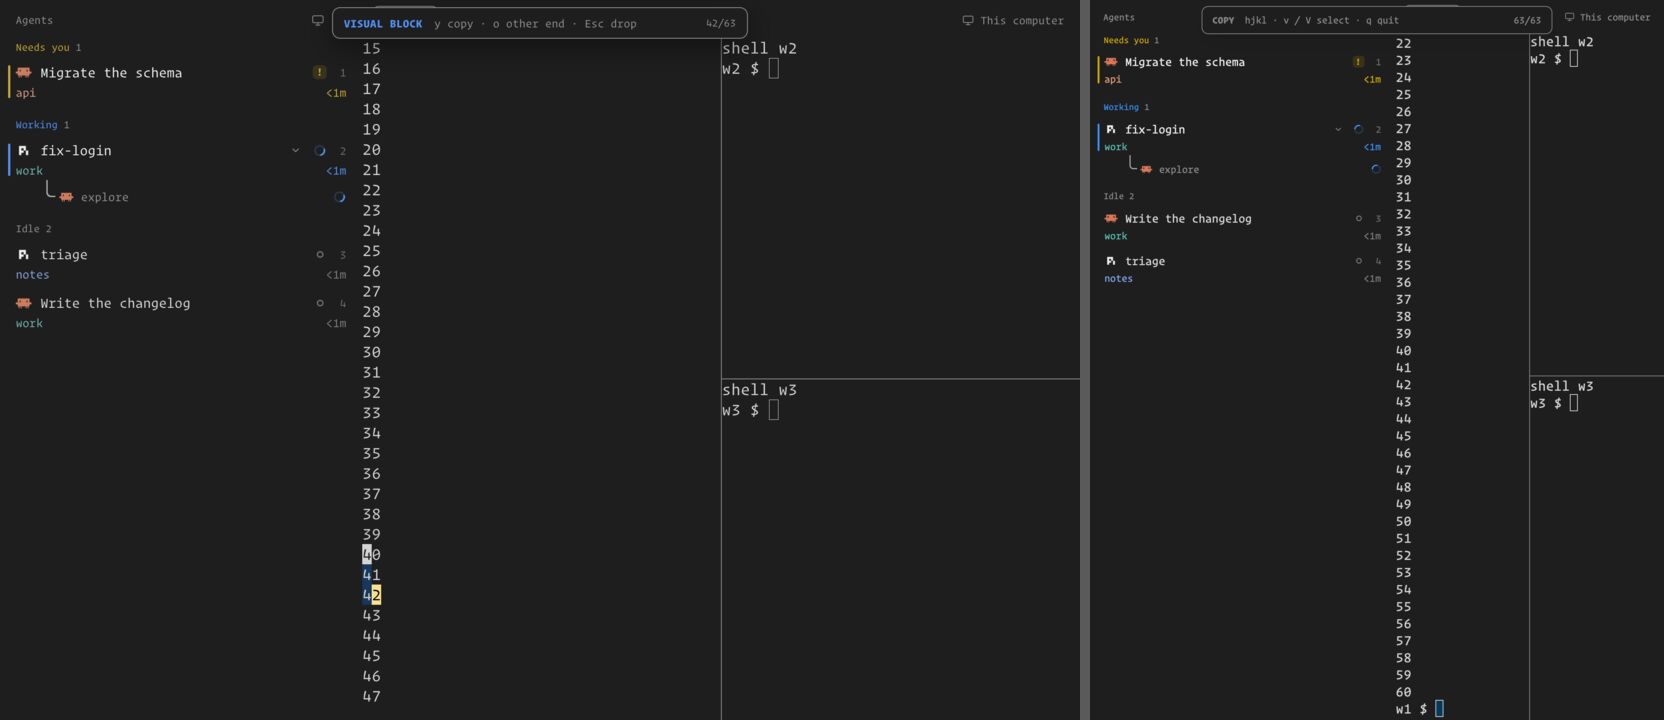 Agents
VISUAL BLOCK y copy · o other end · Esc drop 42/63
This computer
Needs you 1
Migrate the schema ! 1
api <1m
Working 1
fix-login 2
work <1m
explore
Idle 2
triage 3
notes <1m
Write the changelog 4
work <1m
15
16
17
18
19
20
21
22
23
24
25
26
27
28
29
30
31
32
33
34
35
36
37
38
39
40
41
42
43
44
45
46
47
shell w2
w2 $
shell w3
w3 $
Agents
COPY hjkl · v / V select · q quit 63/63
This computer
Needs you 1
Migrate the schema ! 1
api <1m
Working 1
fix-login 2
work <1m
explore
Idle 2
Write the changelog 3
work <1m
triage 4
notes <1m
22
23
24
25
26
27
28
29
30
31
32
33
34
35
36
37
38
39
40
41
42
43
44
45
46
47
48
49
50
51
52
53
54
55
56
57
58
59
60
w1 $
shell w2
w2 $
shell w3
w3 $